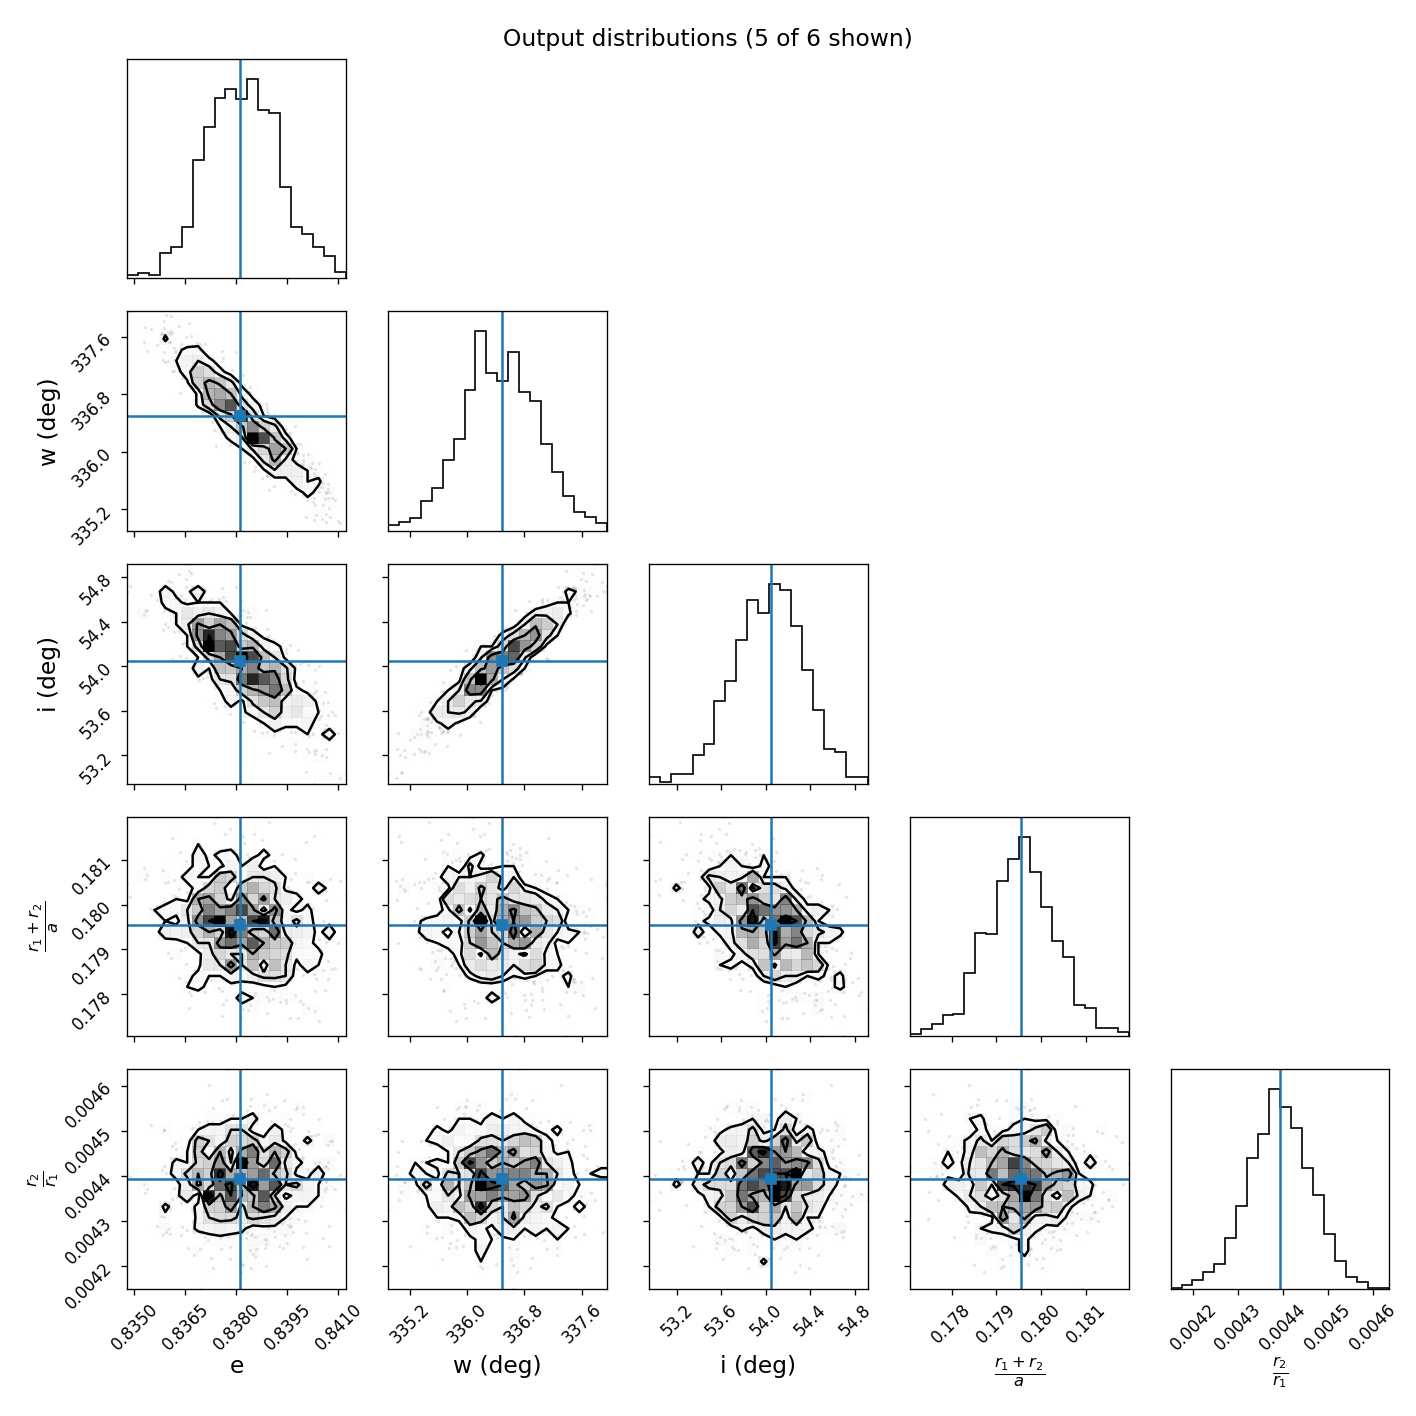 Output distributions (5 of 6 shown)
w (deg)
337.6
336.8
336.0
335.2
i (deg)
54.8
54.4
54.0
53.6
53.2
r₁ + r₂
a
0.181
0.180
0.179
0.178
r₂
r₁
0.0046
0.0045
0.0044
0.0043
0.0042
0.8350 0.8365 0.8380 0.8395 0.8410
335.2 336.0 336.8 337.6
53.2 53.6 54.0 54.4 54.8
0.178 0.179 0.180 0.181
0.0042 0.0043 0.0044 0.0045 0.0046
e
w (deg)
i (deg)
r₁ + r₂
a
r₂
r₁